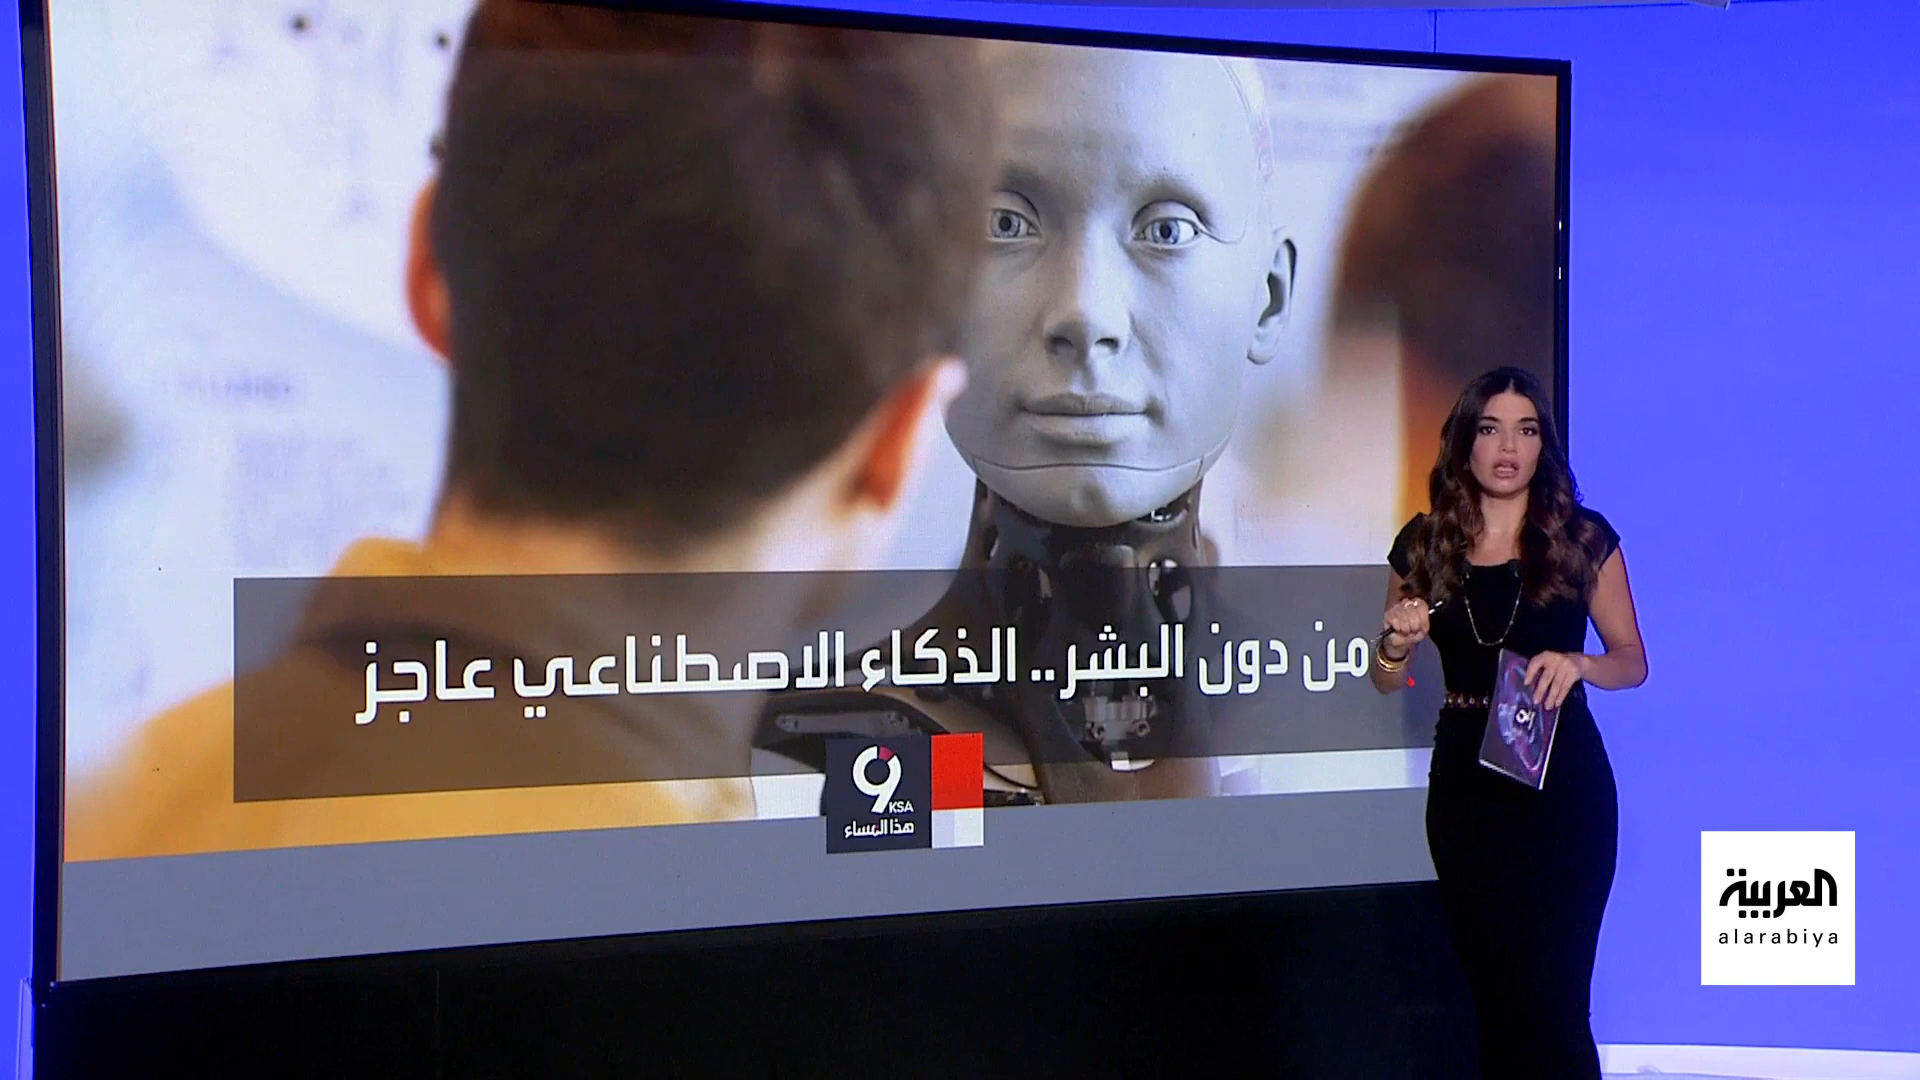 من دون البشر.. الذكاء الاصطناعي عاجز
9
KSA
هذا المساء
العربية
alarabiya